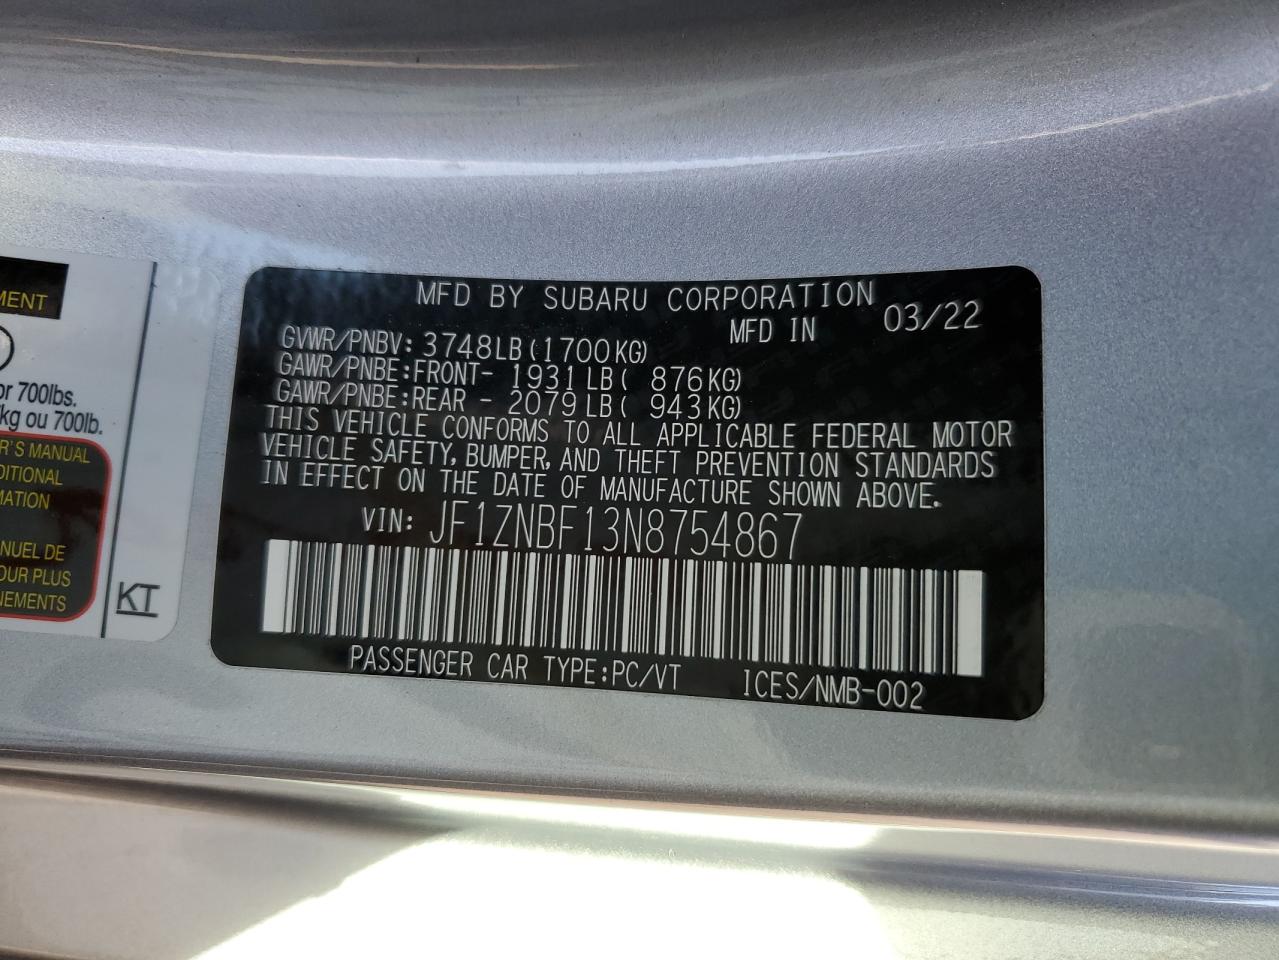 MENT
or 700lbs.
kg ou 700lb.
R'S MANUAL
DITIONAL
MATION
NUEL DE
OUR PLUS
NEMENTS
KT
MFD BY SUBARU CORPORATION
MFD IN 03/22
GVWR/PNBV: 3748LB(1700KG)
GAWR/PNBE:FRONT- 1931LB( 876KG)
GAWR/PNBE:REAR - 2079LB( 943KG)
THIS VEHICLE CONFORMS TO ALL APPLICABLE FEDERAL MOTOR
VEHICLE SAFETY, BUMPER, AND THEFT PREVENTION STANDARDS
IN EFFECT ON THE DATE OF MANUFACTURE SHOWN ABOVE.
VIN: JF1ZNBF13N8754867
PASSENGER CAR TYPE:PC/VT ICES/NMB-002